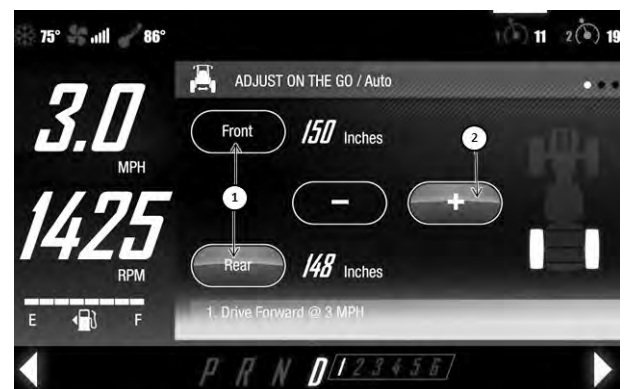 75° 86° 1 11 2 19
ADJUST ON THE GO / Auto
3.0
MPH
Front 150 Inches
2
1
- +
1425
RPM
Rear 148 Inches
E F
1. Drive Forward @ 3 MPH
P R N D 1 2 3 4 5 6